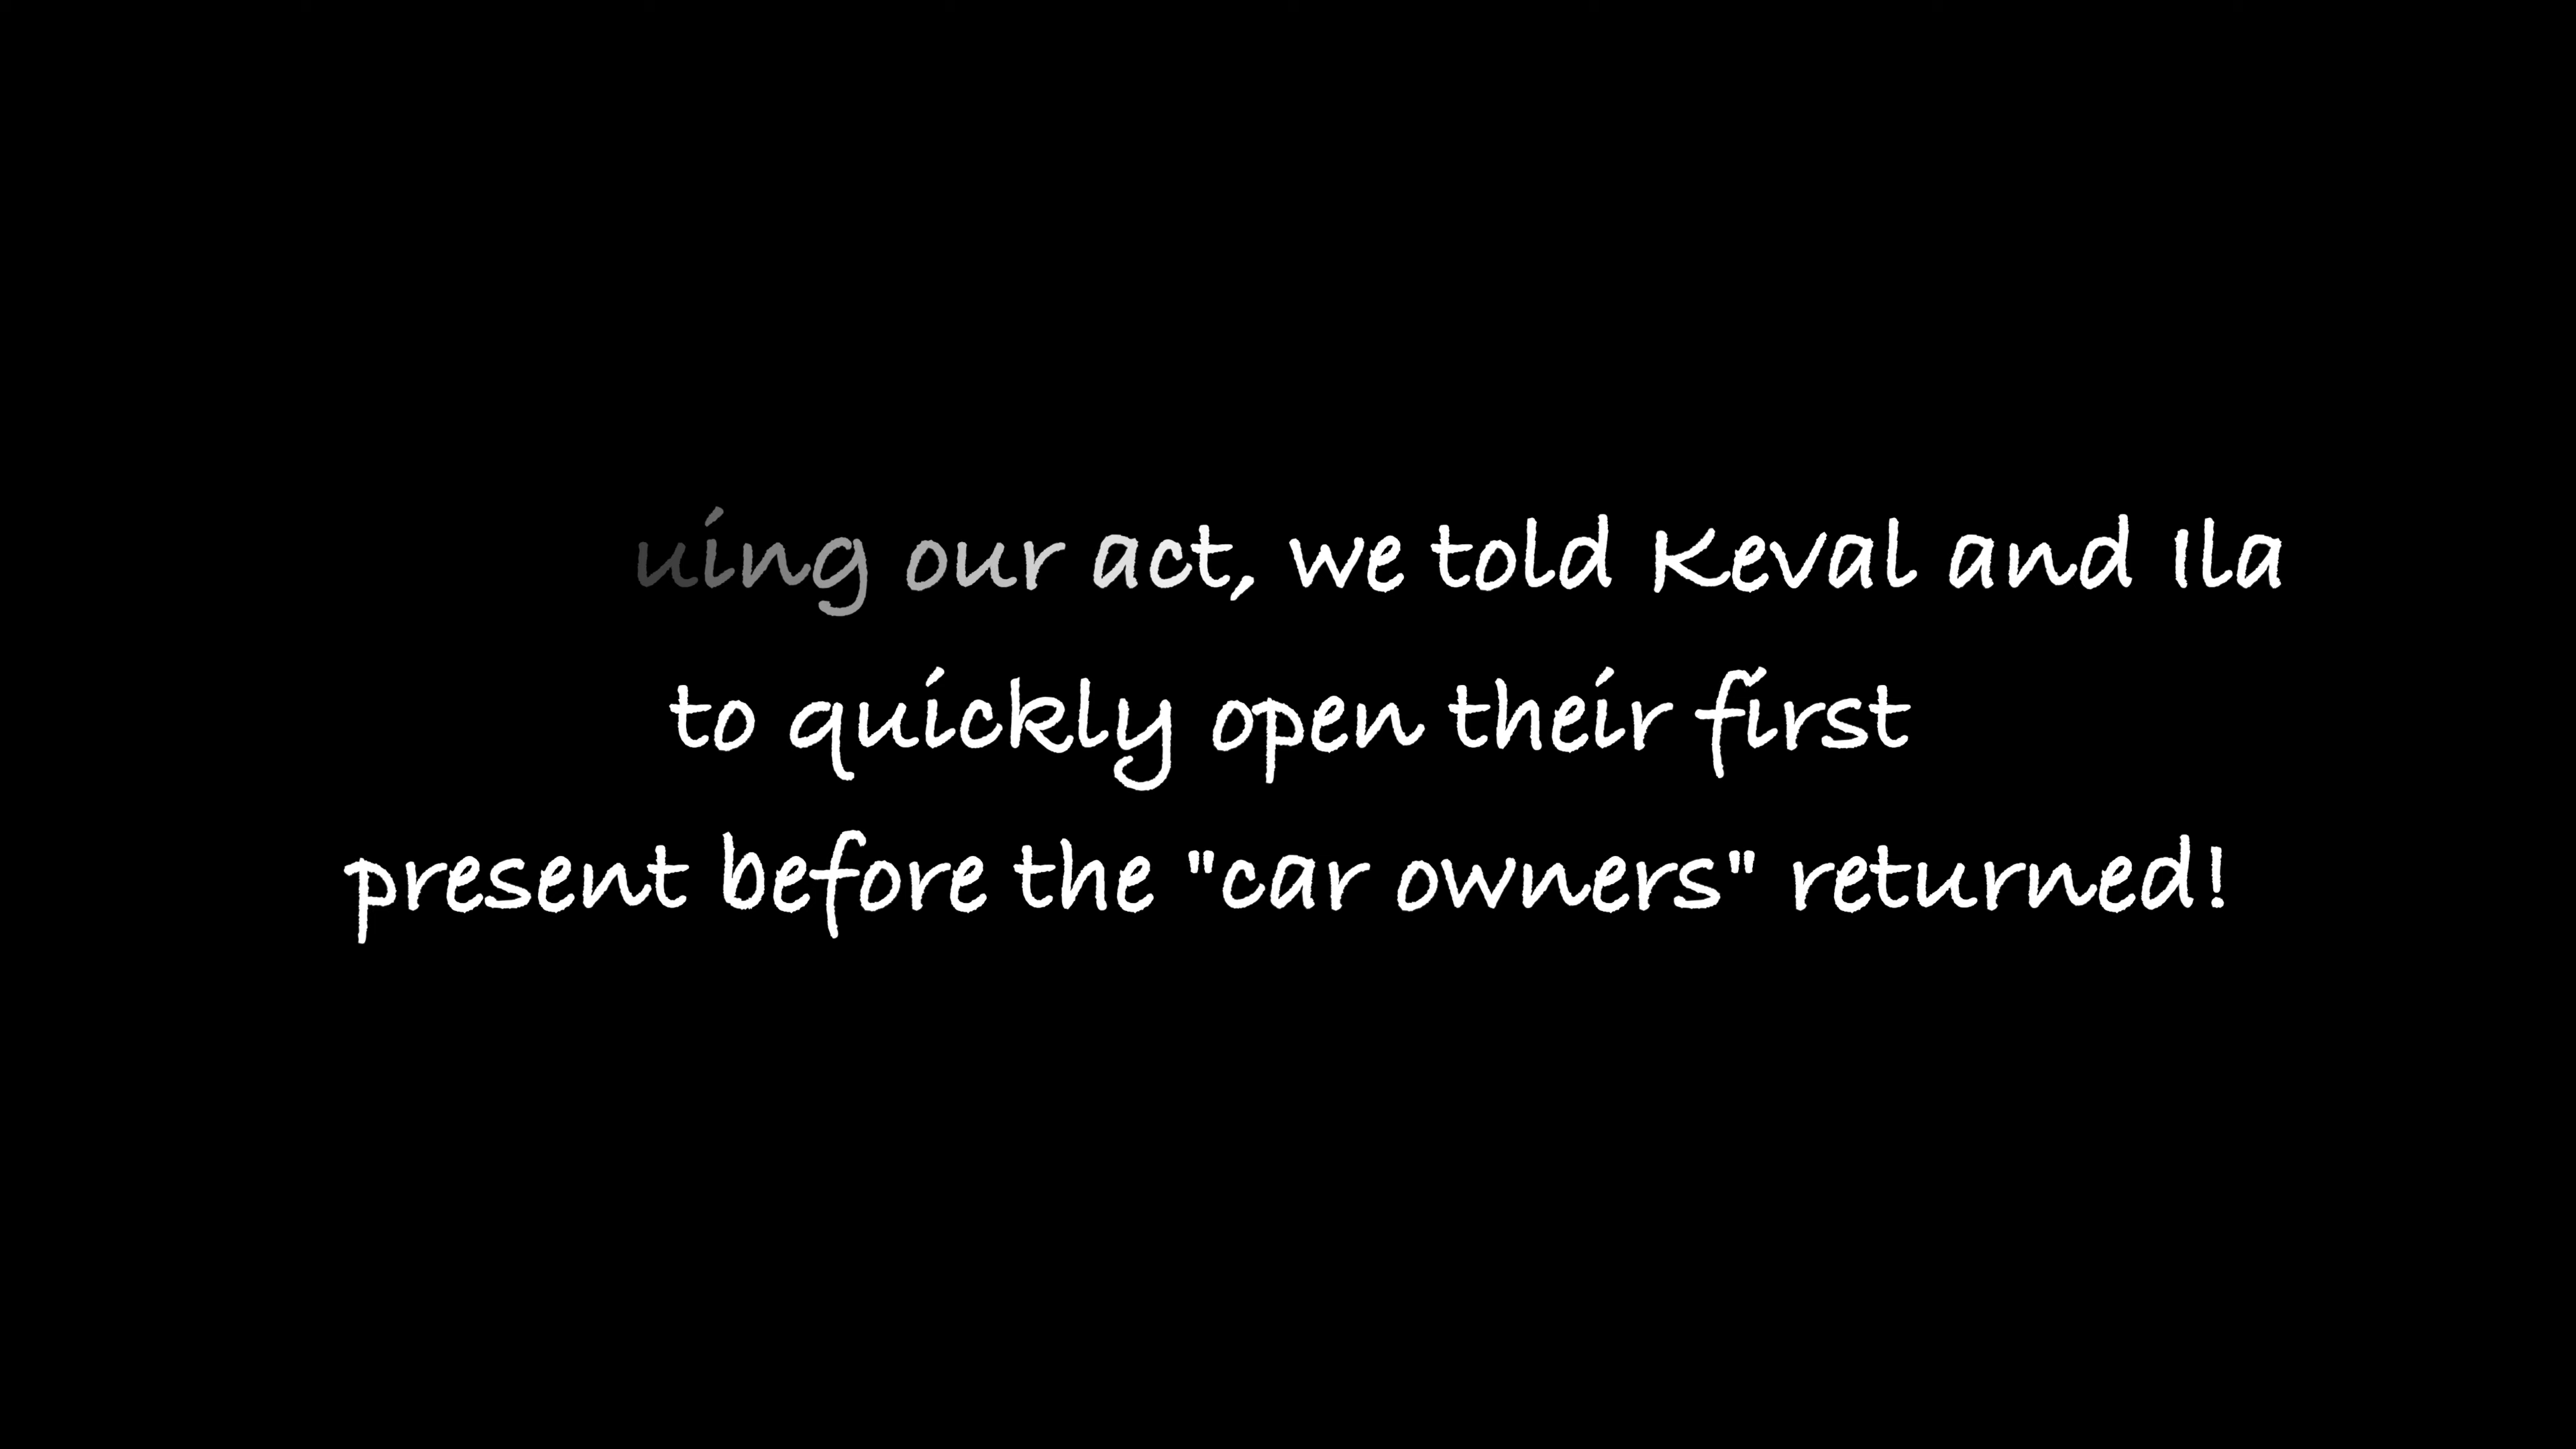 uing our act, we told Keval and Ila
to quickly open their first
present before the "car owners" returned!